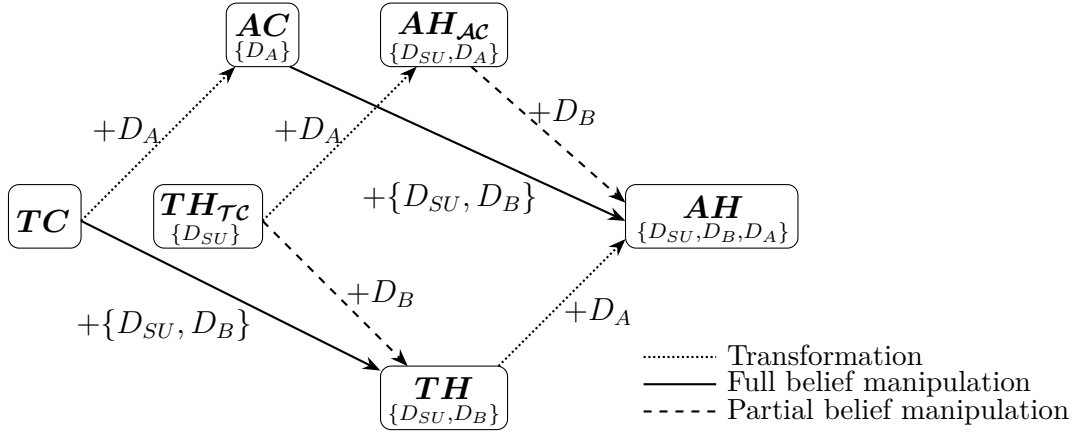 AC
{D_A}
AH_AC
{D_SU,D_A}
+D_A
+D_A
+D_B
TC
TH_TC
{D_SU}
+{D_SU, D_B}
AH
{D_SU,D_B,D_A}
+D_B
+{D_SU, D_B}
+D_A
TH
{D_SU,D_B}
Transformation
Full belief manipulation
Partial belief manipulation